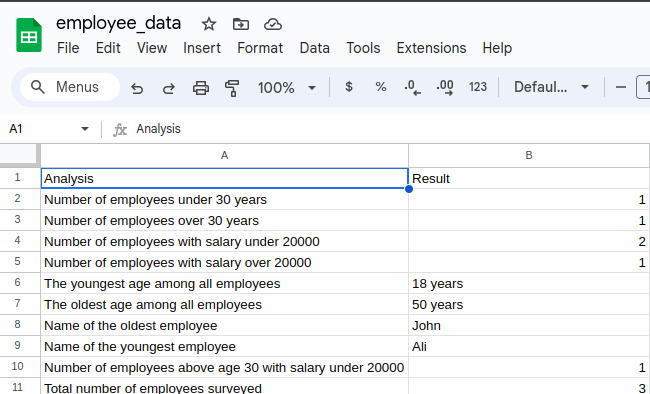 employee_data
File Edit View Insert Format Data Tools Extensions Help
Menus 100% $ % .0 .00 123 Defaul...
A1 fx Analysis
A B
1 Analysis Result
2 Number of employees under 30 years 1
3 Number of employees over 30 years 1
4 Number of employees with salary under 20000 2
5 Number of employees with salary over 20000 1
6 The youngest age among all employees 18 years
7 The oldest age among all employees 50 years
8 Name of the oldest employee John
9 Name of the youngest employee Ali
10 Number of employees above age 30 with salary under 20000 1
11 Total number of employees surveyed 3